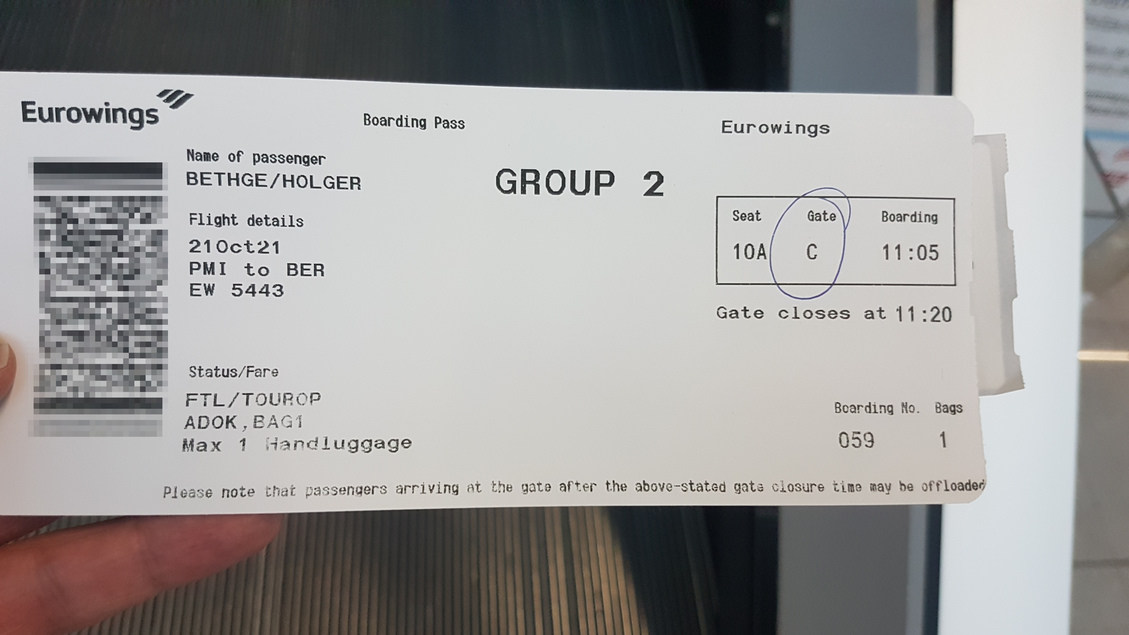 Eurowings
Boarding Pass
Eurowings
Name of passenger
BETHGE/HOLGER
GROUP 2
Flight details
21Oct21
PMI to BER
EW 5443
Seat Gate Boarding
10A C 11:05
Gate closes at 11:20
Status/Fare
FTL/TOUROP
ADOK,BAG1
Max 1 Handluggage
Boarding No. Bags
059 1
Please note that passengers arriving at the gate after the above-stated gate closure time may be offloaded